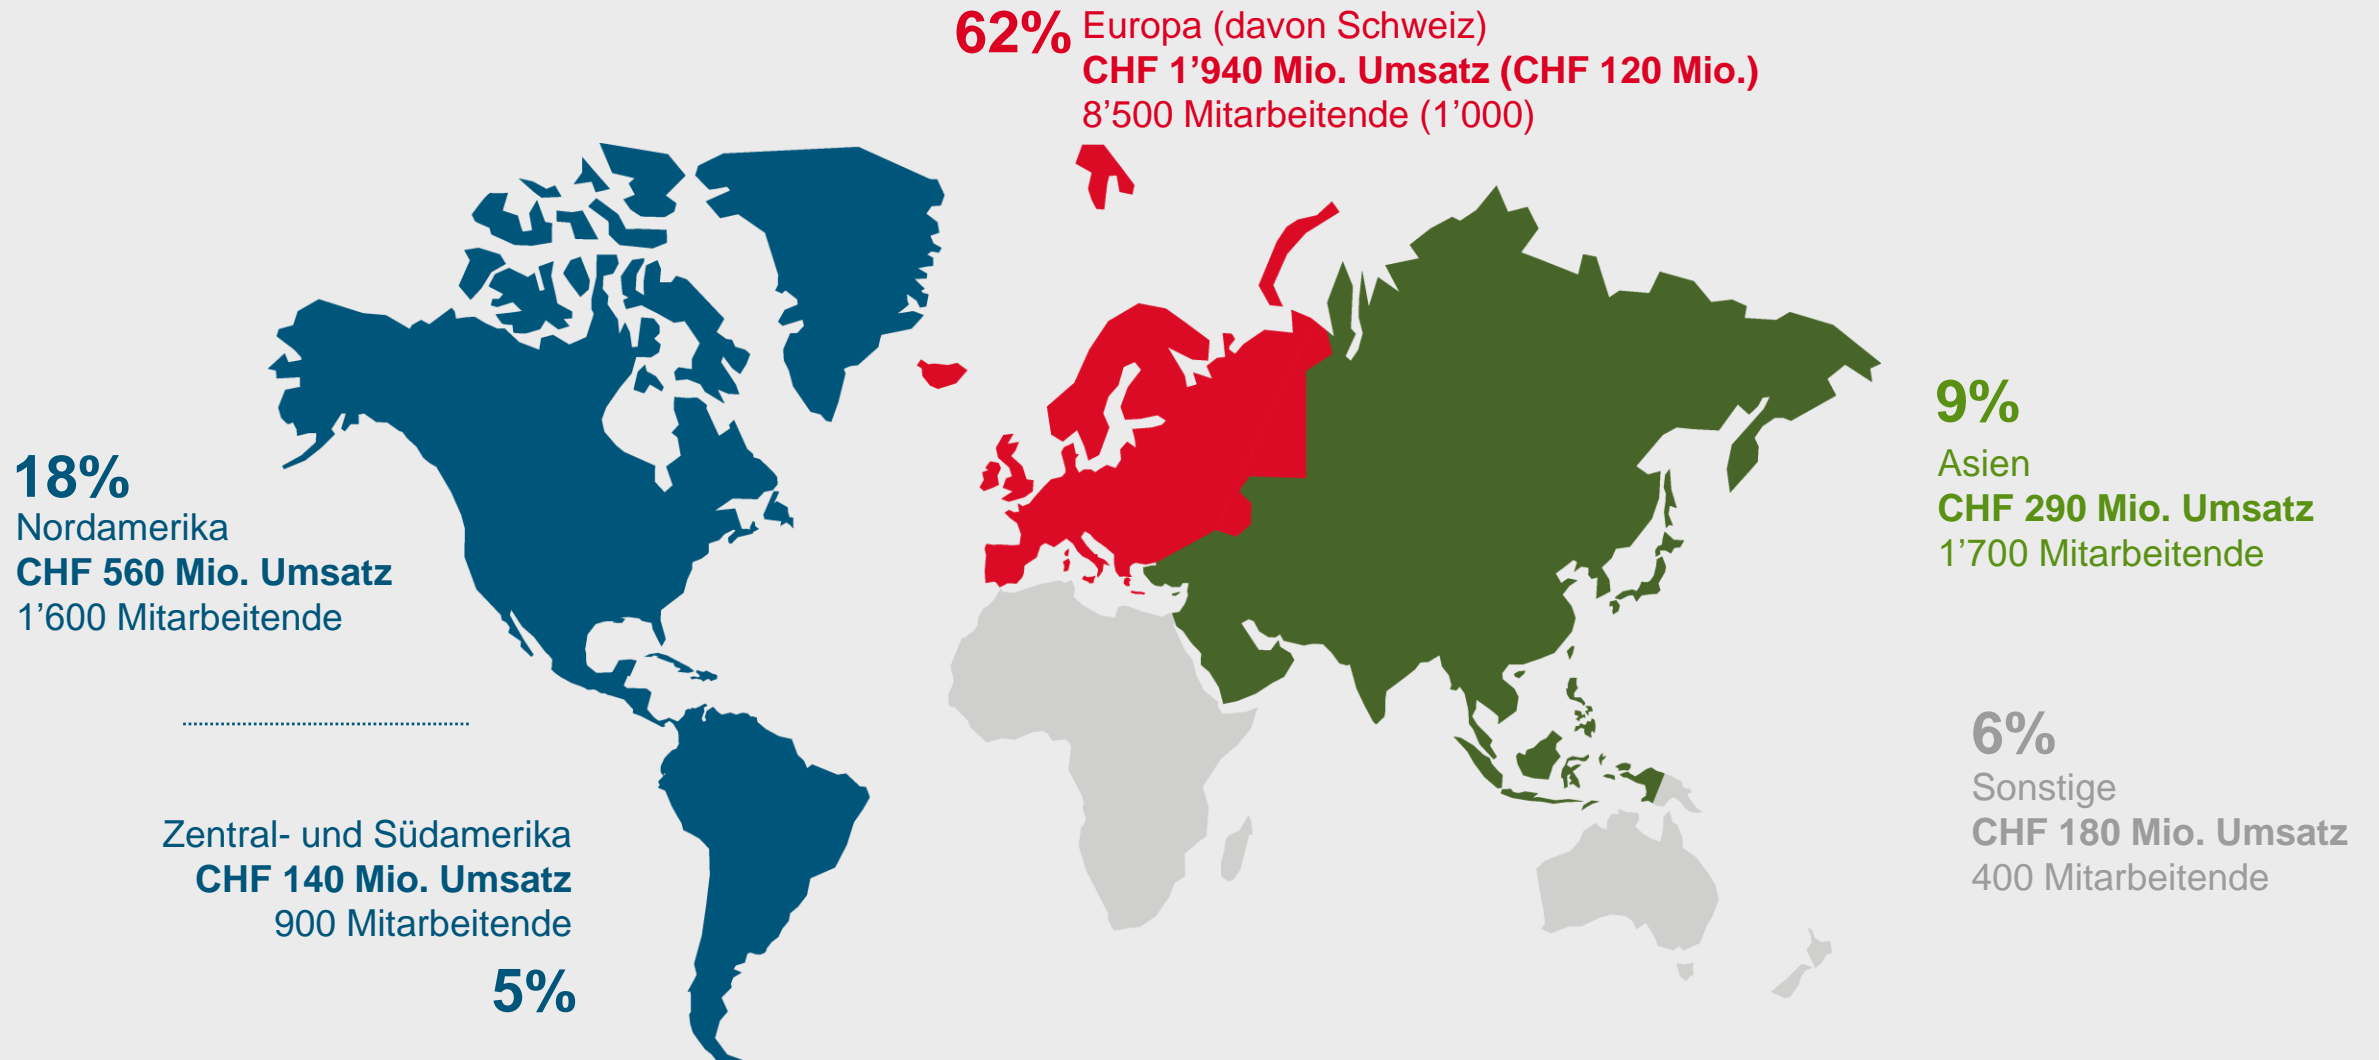 62% Europa (davon Schweiz)
CHF 1’940 Mio. Umsatz (CHF 120 Mio.)
8’500 Mitarbeitende (1’000)
18%
Nordamerika
CHF 560 Mio. Umsatz
1’600 Mitarbeitende
9%
Asien
CHF 290 Mio. Umsatz
1’700 Mitarbeitende
Zentral- und Südamerika
CHF 140 Mio. Umsatz
900 Mitarbeitende
5%
6%
Sonstige
CHF 180 Mio. Umsatz
400 Mitarbeitende